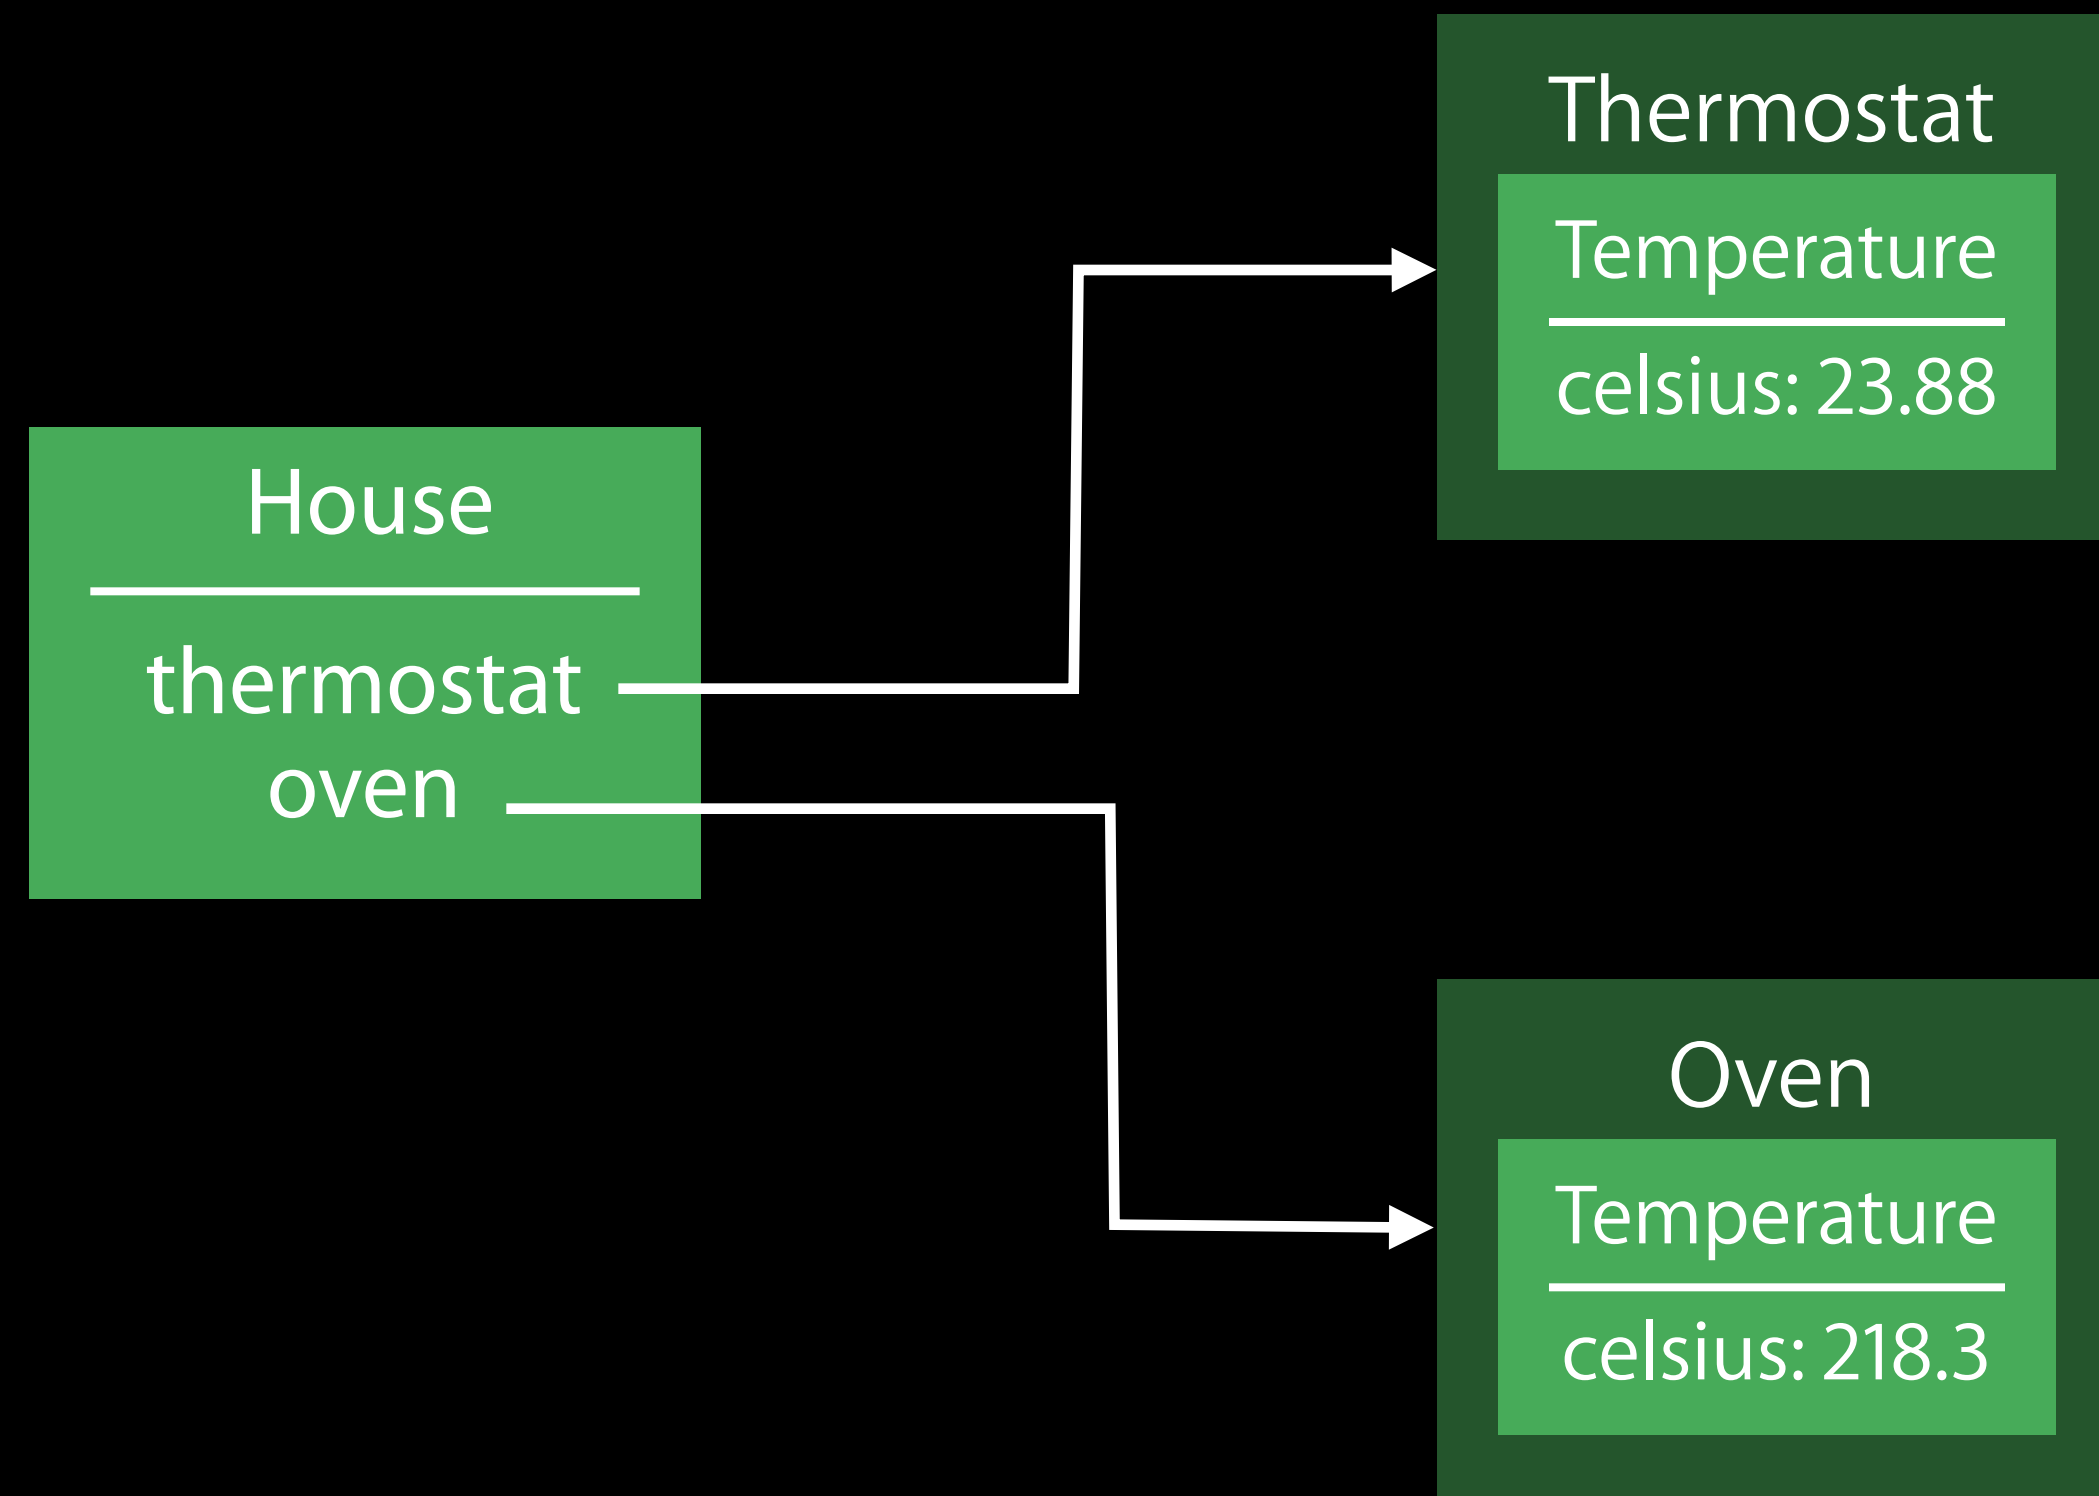 House
thermostat
oven
Thermostat
Temperature
celsius: 23.88
Oven
Temperature
celsius: 218.3